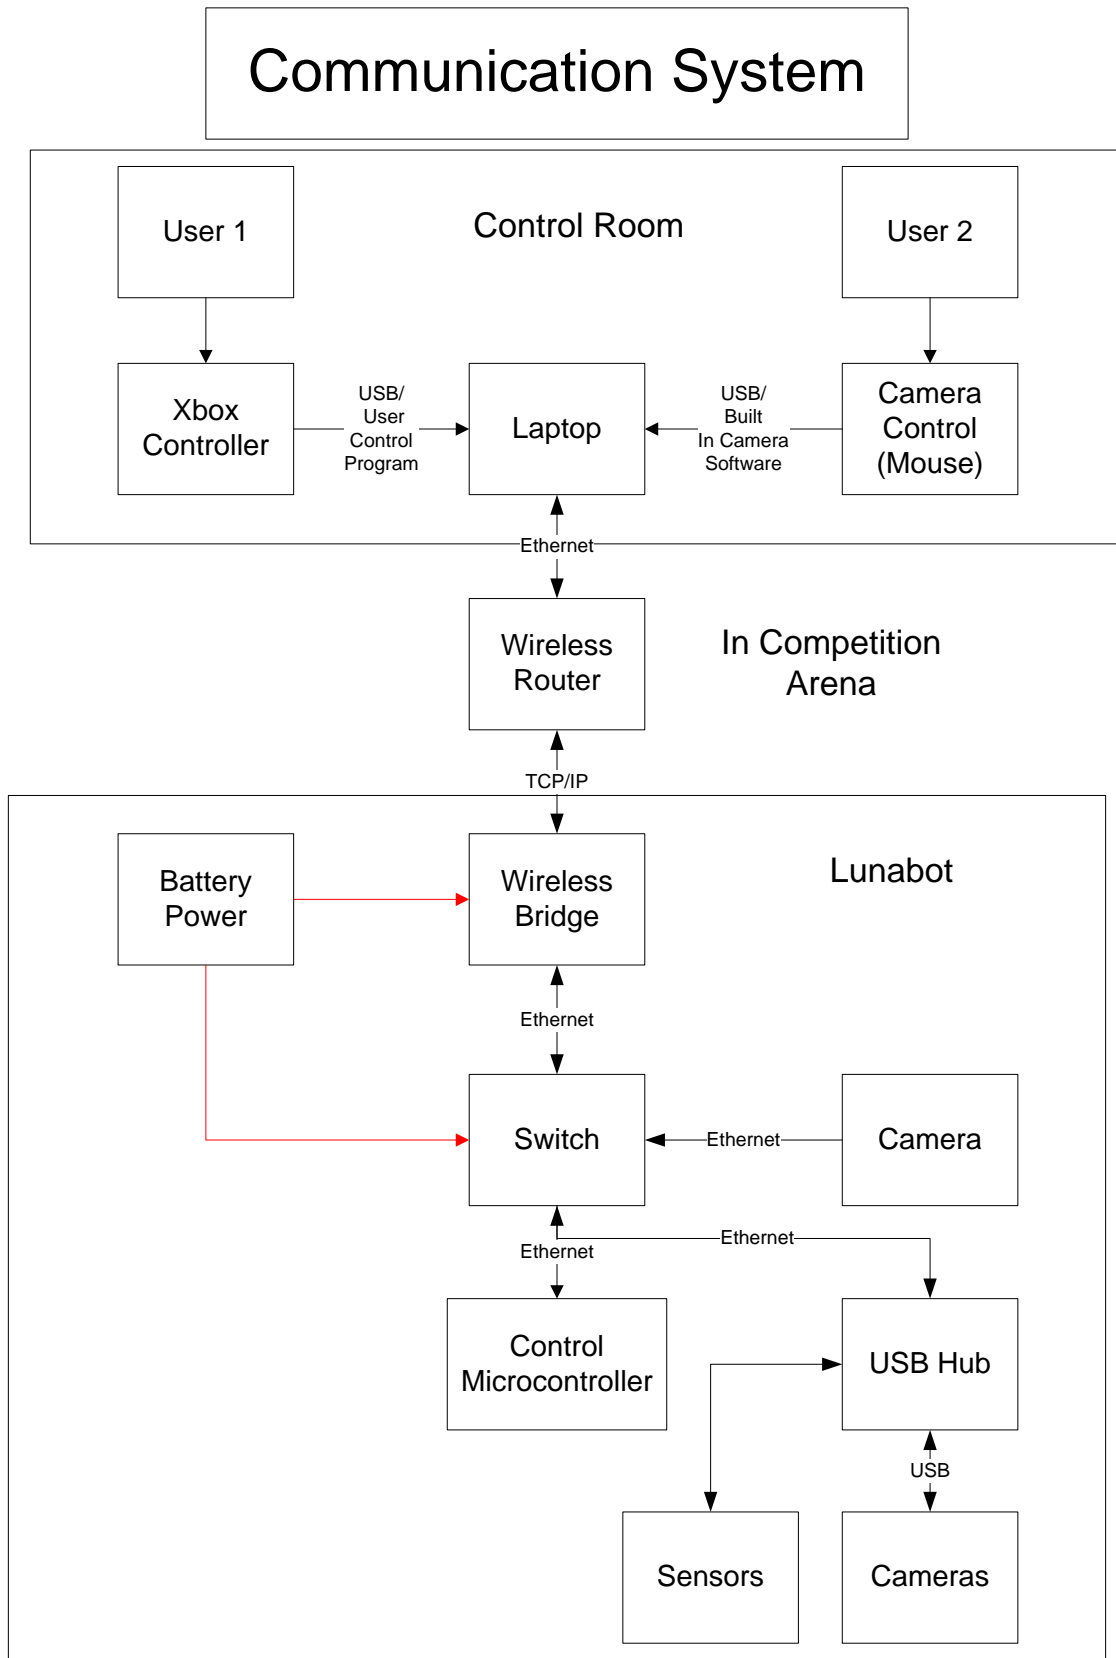 Communication System
User 1
Control Room
User 2
Xbox
Controller
USB/
User
Control
Program
Laptop
USB/
Built
In Camera
Software
Camera
Control
(Mouse)
Ethernet
Wireless
Router
In Competition
Arena
TCP/IP
Battery
Power
Wireless
Bridge
Lunabot
Ethernet
Switch
Ethernet
Camera
Ethernet
Ethernet
Control
Microcontroller
USB Hub
USB
Sensors
Cameras